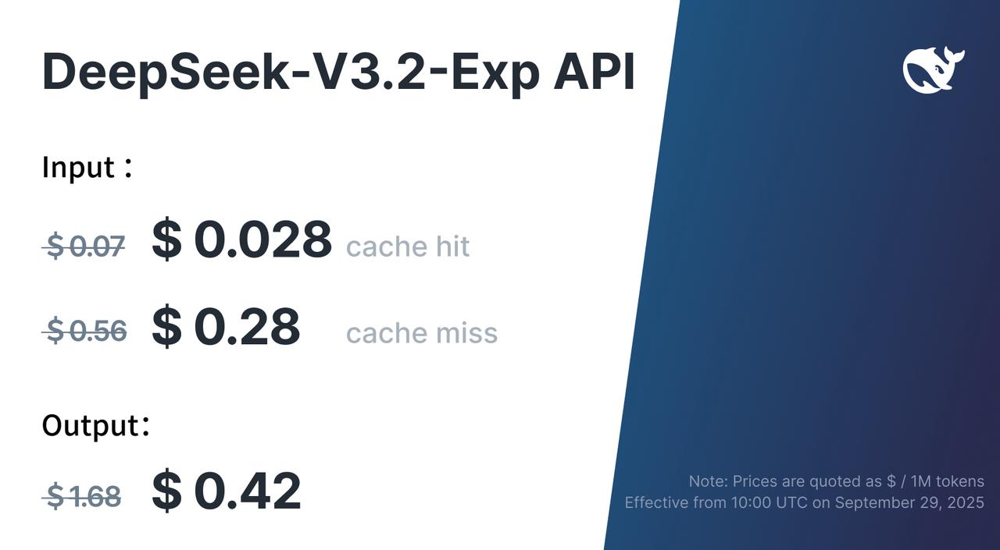 DeepSeek-V3.2-Exp API
Input：
$0.07 $ 0.028 cache hit
$0.56 $ 0.28 cache miss
Output：
$1.68 $ 0.42
Note: Prices are quoted as $ / 1M tokens
Effective from 10:00 UTC on September 29, 2025